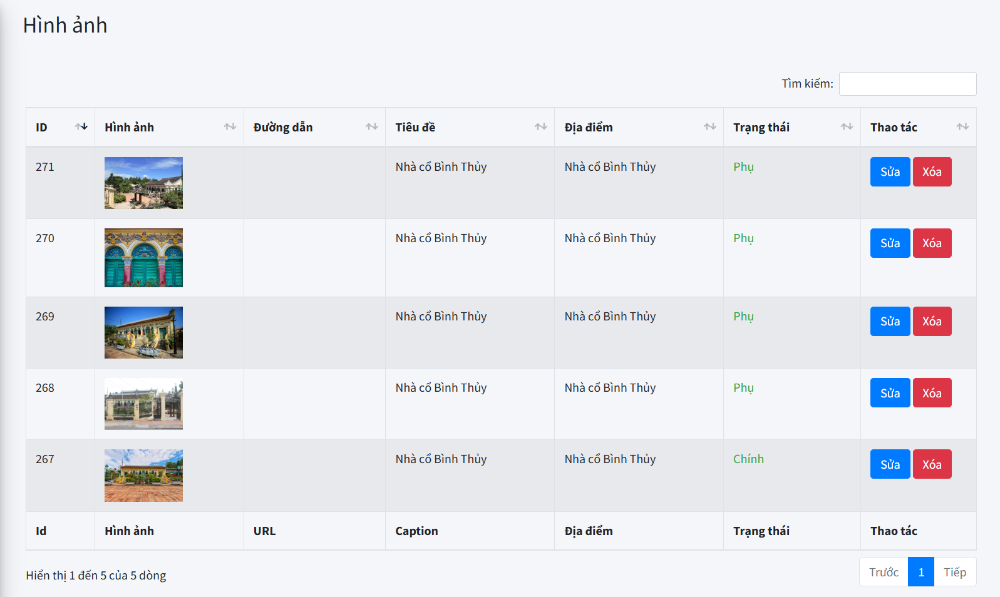 Hình ảnh
Tìm kiếm:
ID Hình ảnh Đường dẫn Tiêu đề Địa điểm Trạng thái Thao tác
271 Nhà cổ Bình Thủy Nhà cổ Bình Thủy Phụ Sửa Xóa
270 Nhà cổ Bình Thủy Nhà cổ Bình Thủy Phụ Sửa Xóa
269 Nhà cổ Bình Thủy Nhà cổ Bình Thủy Phụ Sửa Xóa
268 Nhà cổ Bình Thủy Nhà cổ Bình Thủy Phụ Sửa Xóa
267 Nhà cổ Bình Thủy Nhà cổ Bình Thủy Chính Sửa Xóa
Id Hình ảnh URL Caption Địa điểm Trạng thái Thao tác
Hiển thị 1 đến 5 của 5 dòng Trước 1 Tiếp